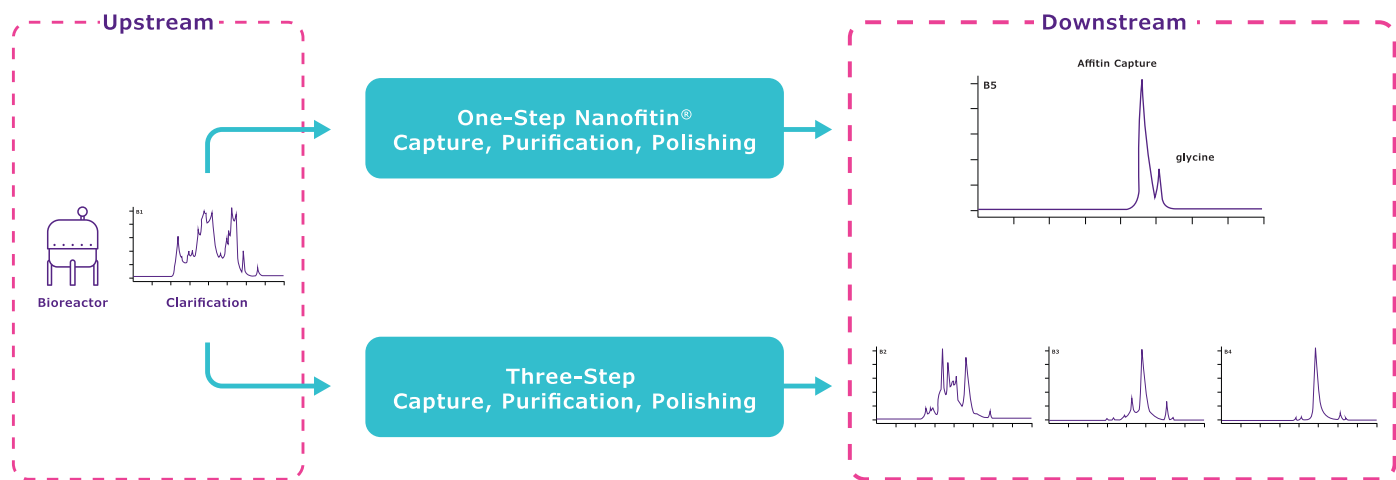 Upstream
Downstream
One-Step Nanofitin®
Capture, Purification, Polishing
Affitin Capture
B5
glycine
B1
Bioreactor
Clarification
Three-Step
Capture, Purification, Polishing
B2
B3
B4